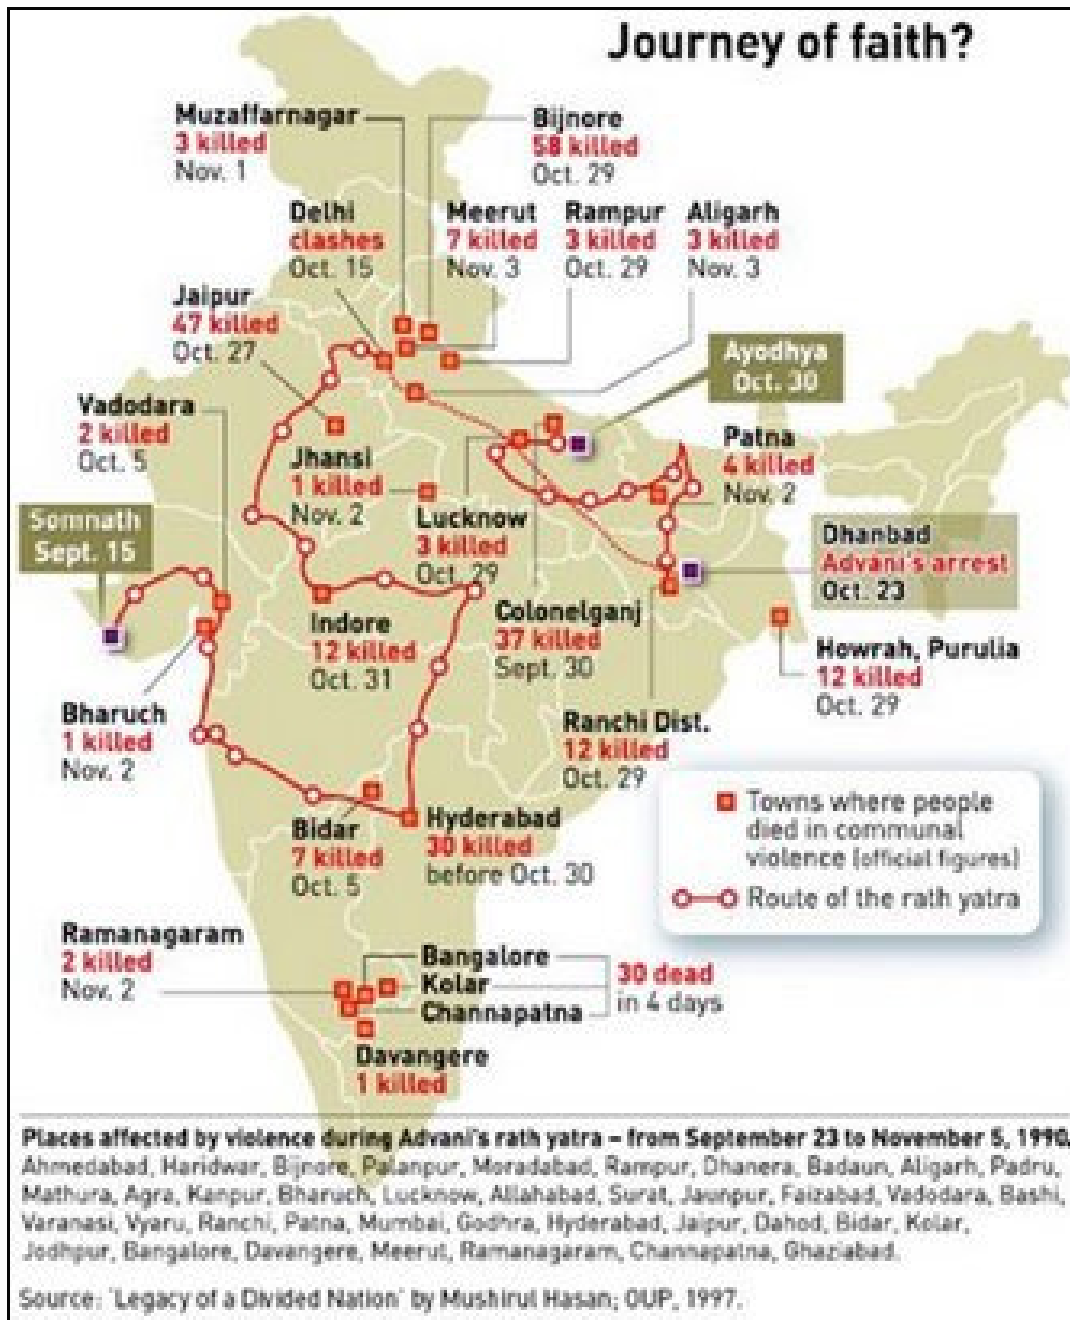 Journey of faith?
Muzaffarnagar
3 killed
Nov. 1
Bijnore
58 killed
Oct. 29
Delhi
clashes
Oct. 15
Meerut
7 killed
Nov. 3
Rampur
3 killed
Oct. 29
Aligarh
3 killed
Nov. 3
Jaipur
47 killed
Oct. 27
Ayodhya
Oct. 30
Vadodara
2 killed
Oct. 5
Jhansi
1 killed
Nov. 2
Patna
4 killed
Nov. 2
Somnath
Sept. 15
Lucknow
3 killed
Oct. 29
Dhanbad
Advani's arrest
Oct. 23
Indore
12 killed
Oct. 31
Colonelganj
37 killed
Sept. 30
Howrah, Purulia
12 killed
Oct. 29
Bharuch
1 killed
Nov. 2
Ranchi Dist.
12 killed
Oct. 29
Bidar
7 killed
Oct. 5
Hyderabad
30 killed
before Oct. 30
Towns where people
died in communal
violence (official figures)
Route of the rath yatra
Ramanagaram
2 killed
Nov. 2
Bangalore
Kolar
Channapatna
30 dead
in 4 days
Davangere
1 killed
Places affected by violence during Advani's rath yatra – from September 23 to November 5, 1990.
Ahmedabad, Haridwar, Bijnore, Palanpur, Moradabad, Rampur, Dhanera, Badaun, Aligarh, Padru,
Mathura, Agra, Kanpur, Bharuch, Lucknow, Allahabad, Surat, Jaunpur, Faizabad, Vadodara, Bashi,
Varanasi, Vyaru, Ranchi, Patna, Mumbai, Godhra, Hyderabad, Jaipur, Dahod, Bidar, Kolar,
Jodhpur, Bangalore, Davangere, Meerut, Ramanagaram, Channapatna, Ghaziabad.
Source: 'Legacy of a Divided Nation' by Mushirul Hasan; OUP, 1997.